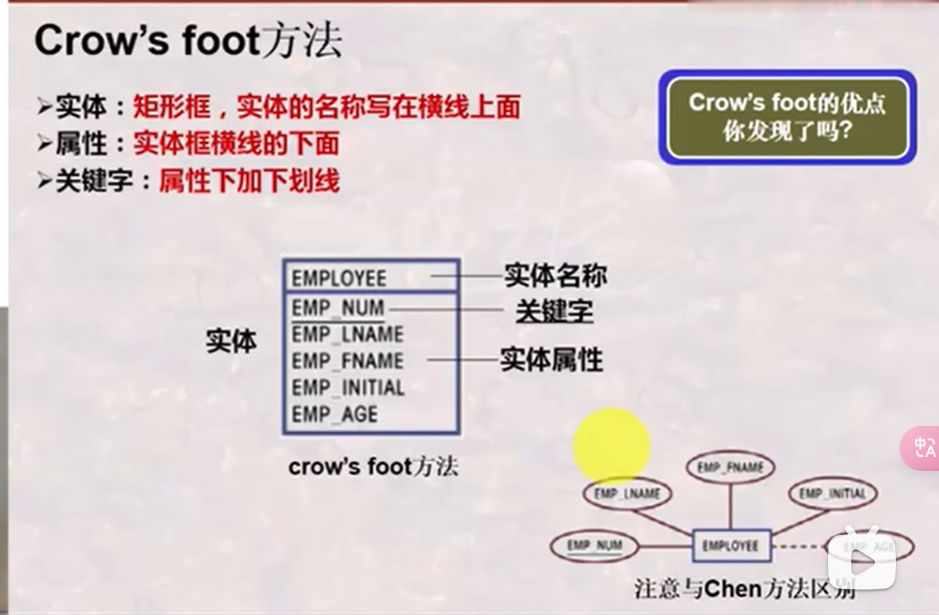 Crow's foot方法
➢实体：矩形框，实体的名称写在横线上面
➢属性：实体框横线的下面
➢关键字：属性下加下划线
Crow's foot的优点
你发现了吗?
实体
EMPLOYEE
EMP_NUM
EMP_LNAME
EMP_FNAME
EMP_INITIAL
EMP_AGE
实体名称
关键字
实体属性
crow's foot方法
EMP_FNAME
EMP_LNAME
EMP_INITIAL
EMP_NUM
EMPLOYEE
EMP_AGE
注意与Chen方法区别
中
A